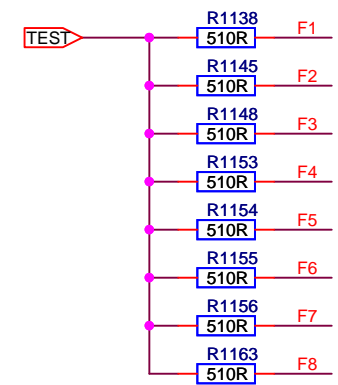 R1138 F1
TEST 510R
R1145 F2
510R
R1148 F3
510R
R1153 F4
510R
R1154 F5
510R
R1155 F6
510R
R1156 F7
510R
R1163 F8
510R